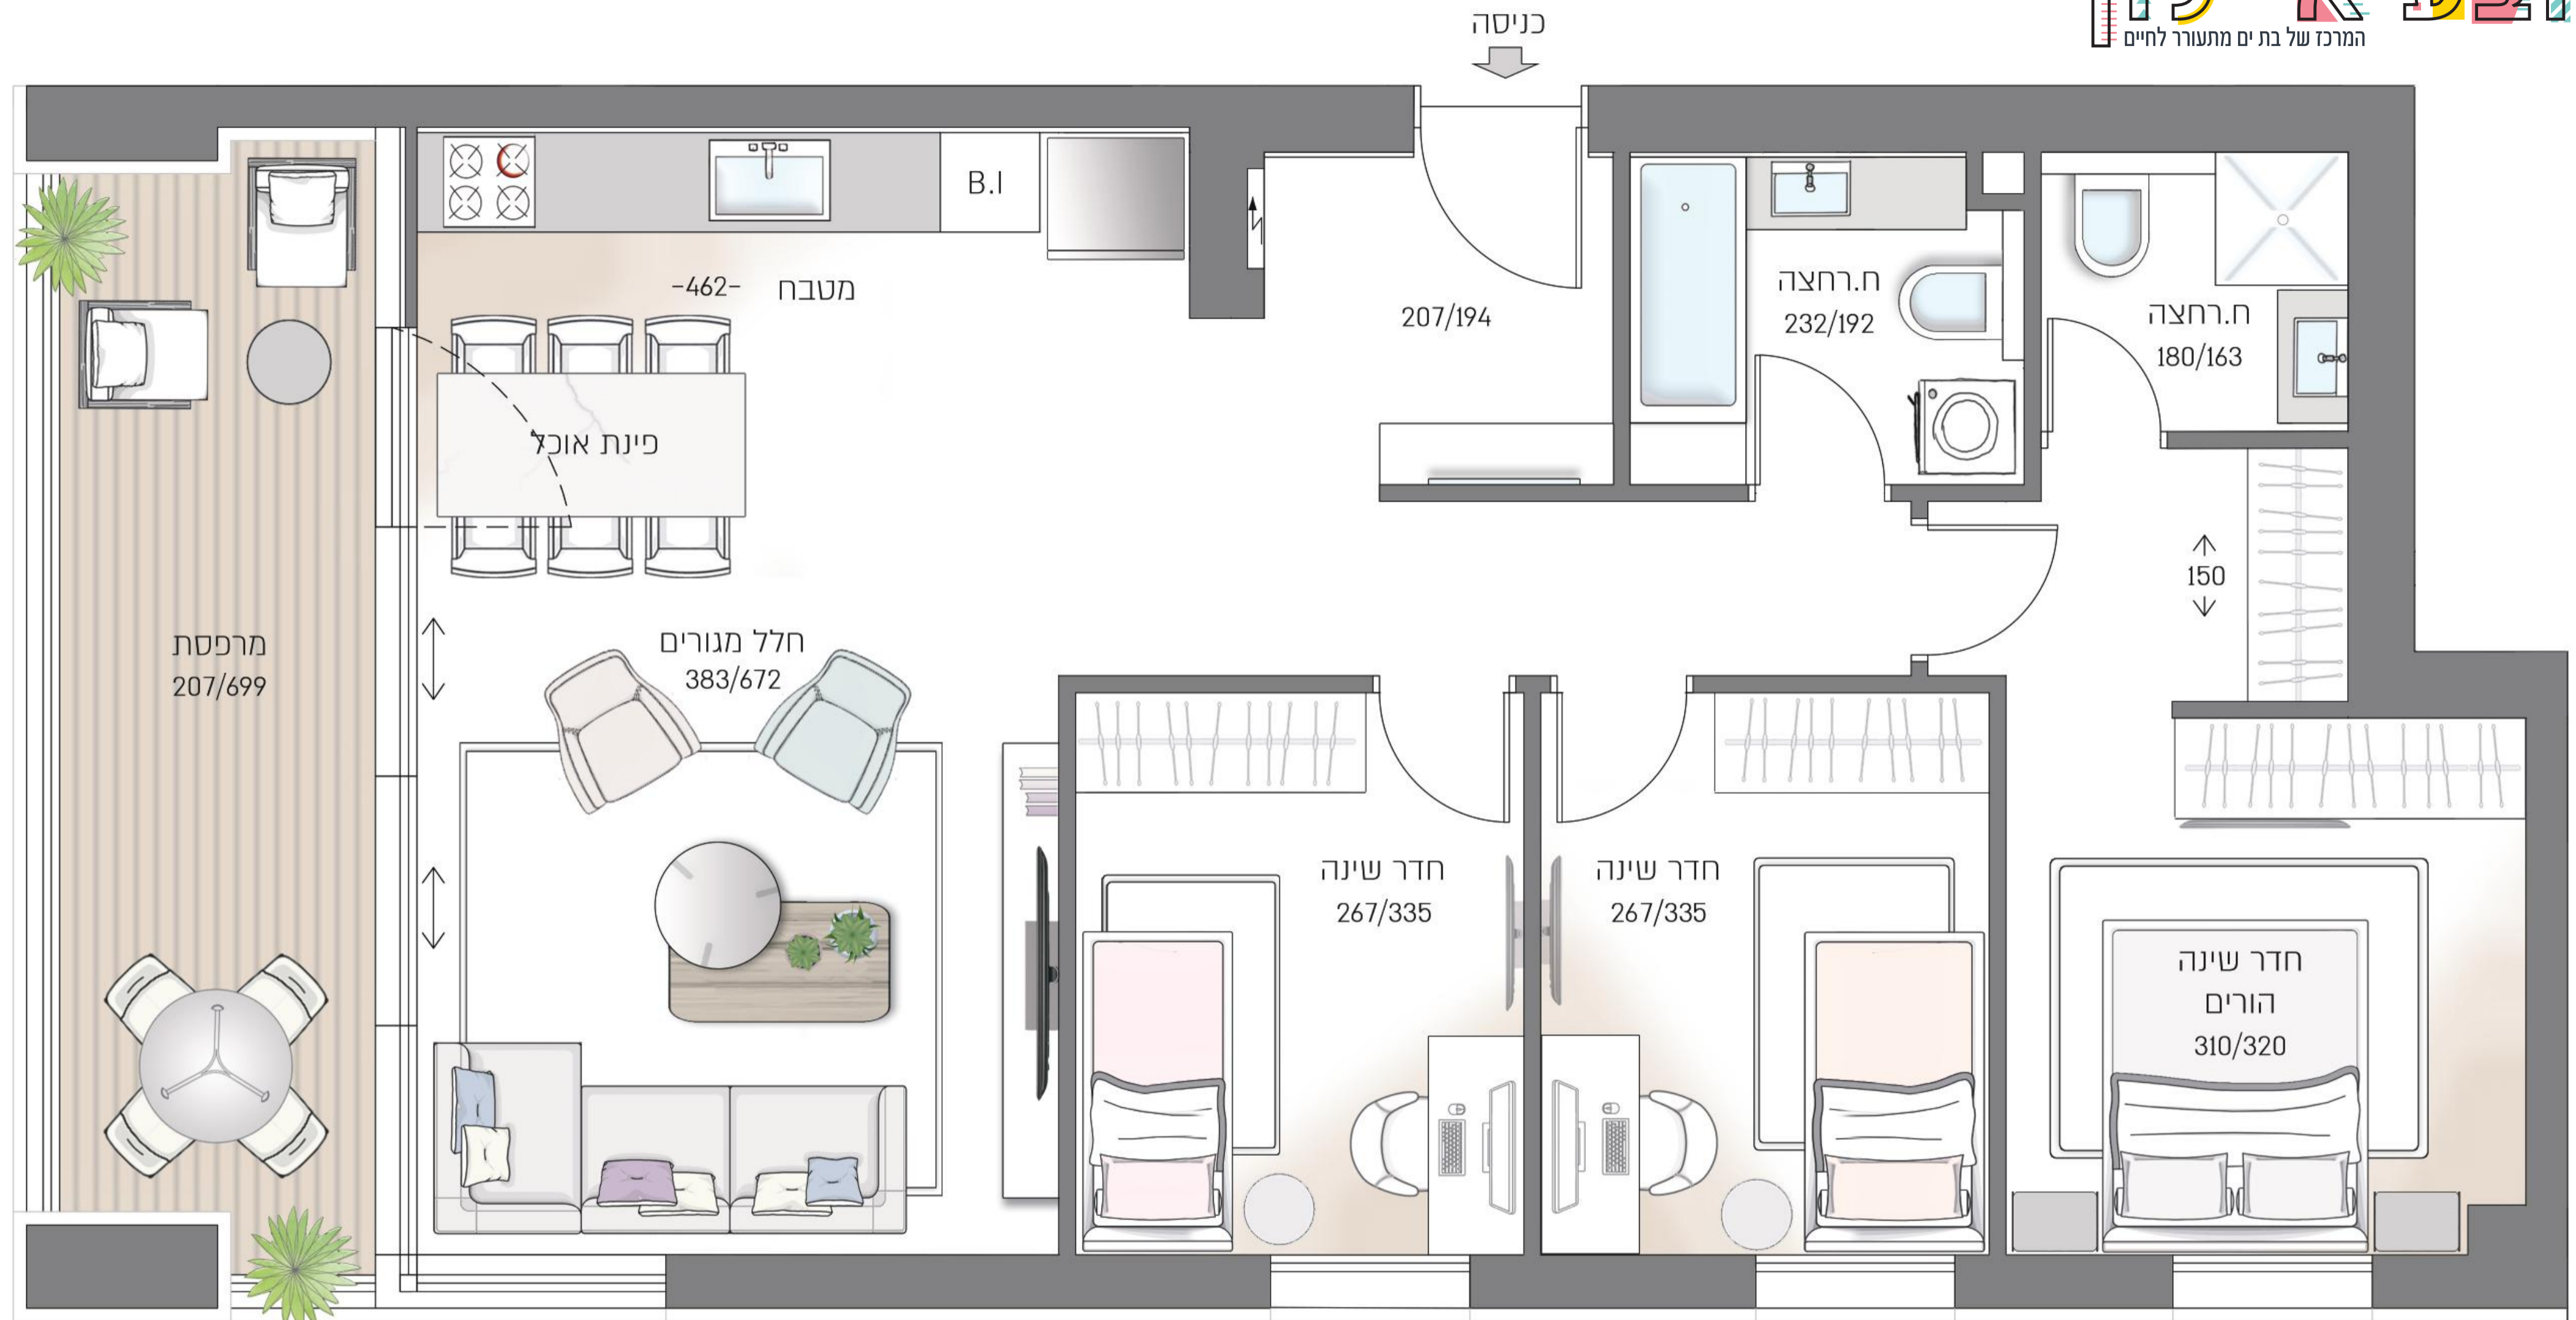 המרכז של בת ים מתעורר לחיים
כניסה
B.I
מטבח -462-
207/194
ח.רחצה
232/192
ח.רחצה
180/163
פינת אוכל
150
חלל מגורים
383/672
מרפסת
207/699
חדר שינה
267/335
חדר שינה
267/335
חדר שינה
הורים
310/320